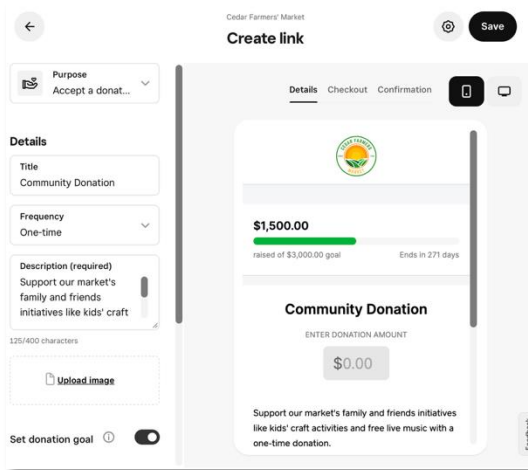 Cedar Farmers' Market
Create link
Save
Purpose
Accept a donat...
Details
Title
Community Donation
Frequency
One-time
Description (required)
Support our market's
family and friends
initiatives like kids' craft
125/400 characters
Upload image
Set donation goal
Details Checkout Confirmation
CEDAR FARMERS
MARKET
$1,500.00
raised of $3,000.00 goal Ends in 271 days
Community Donation
ENTER DONATION AMOUNT
$0.00
Support our market's family and friends initiatives
like kids' craft activities and free live music with a
one-time donation.
Feedback